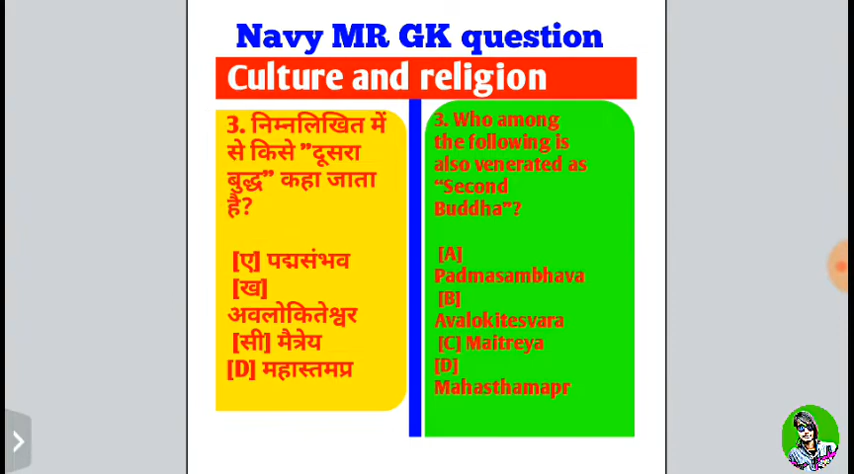 Navy MR GK question
Culture and religion
3. निम्नलिखित में
से किसे ”दूसरा
बुद्ध” कहा जाता
है?
[ए] पद्मसंभव
[ख]
अवलोकितेश्वर
[सी] मैत्रेय
[D] महास्तमप्र
3. Who among
the following is
also venerated as
“Second
Buddha”?
[A]
Padmasambhava
[B]
Avalokitesvara
[C] Maitreya
[D]
Mahasthamapr